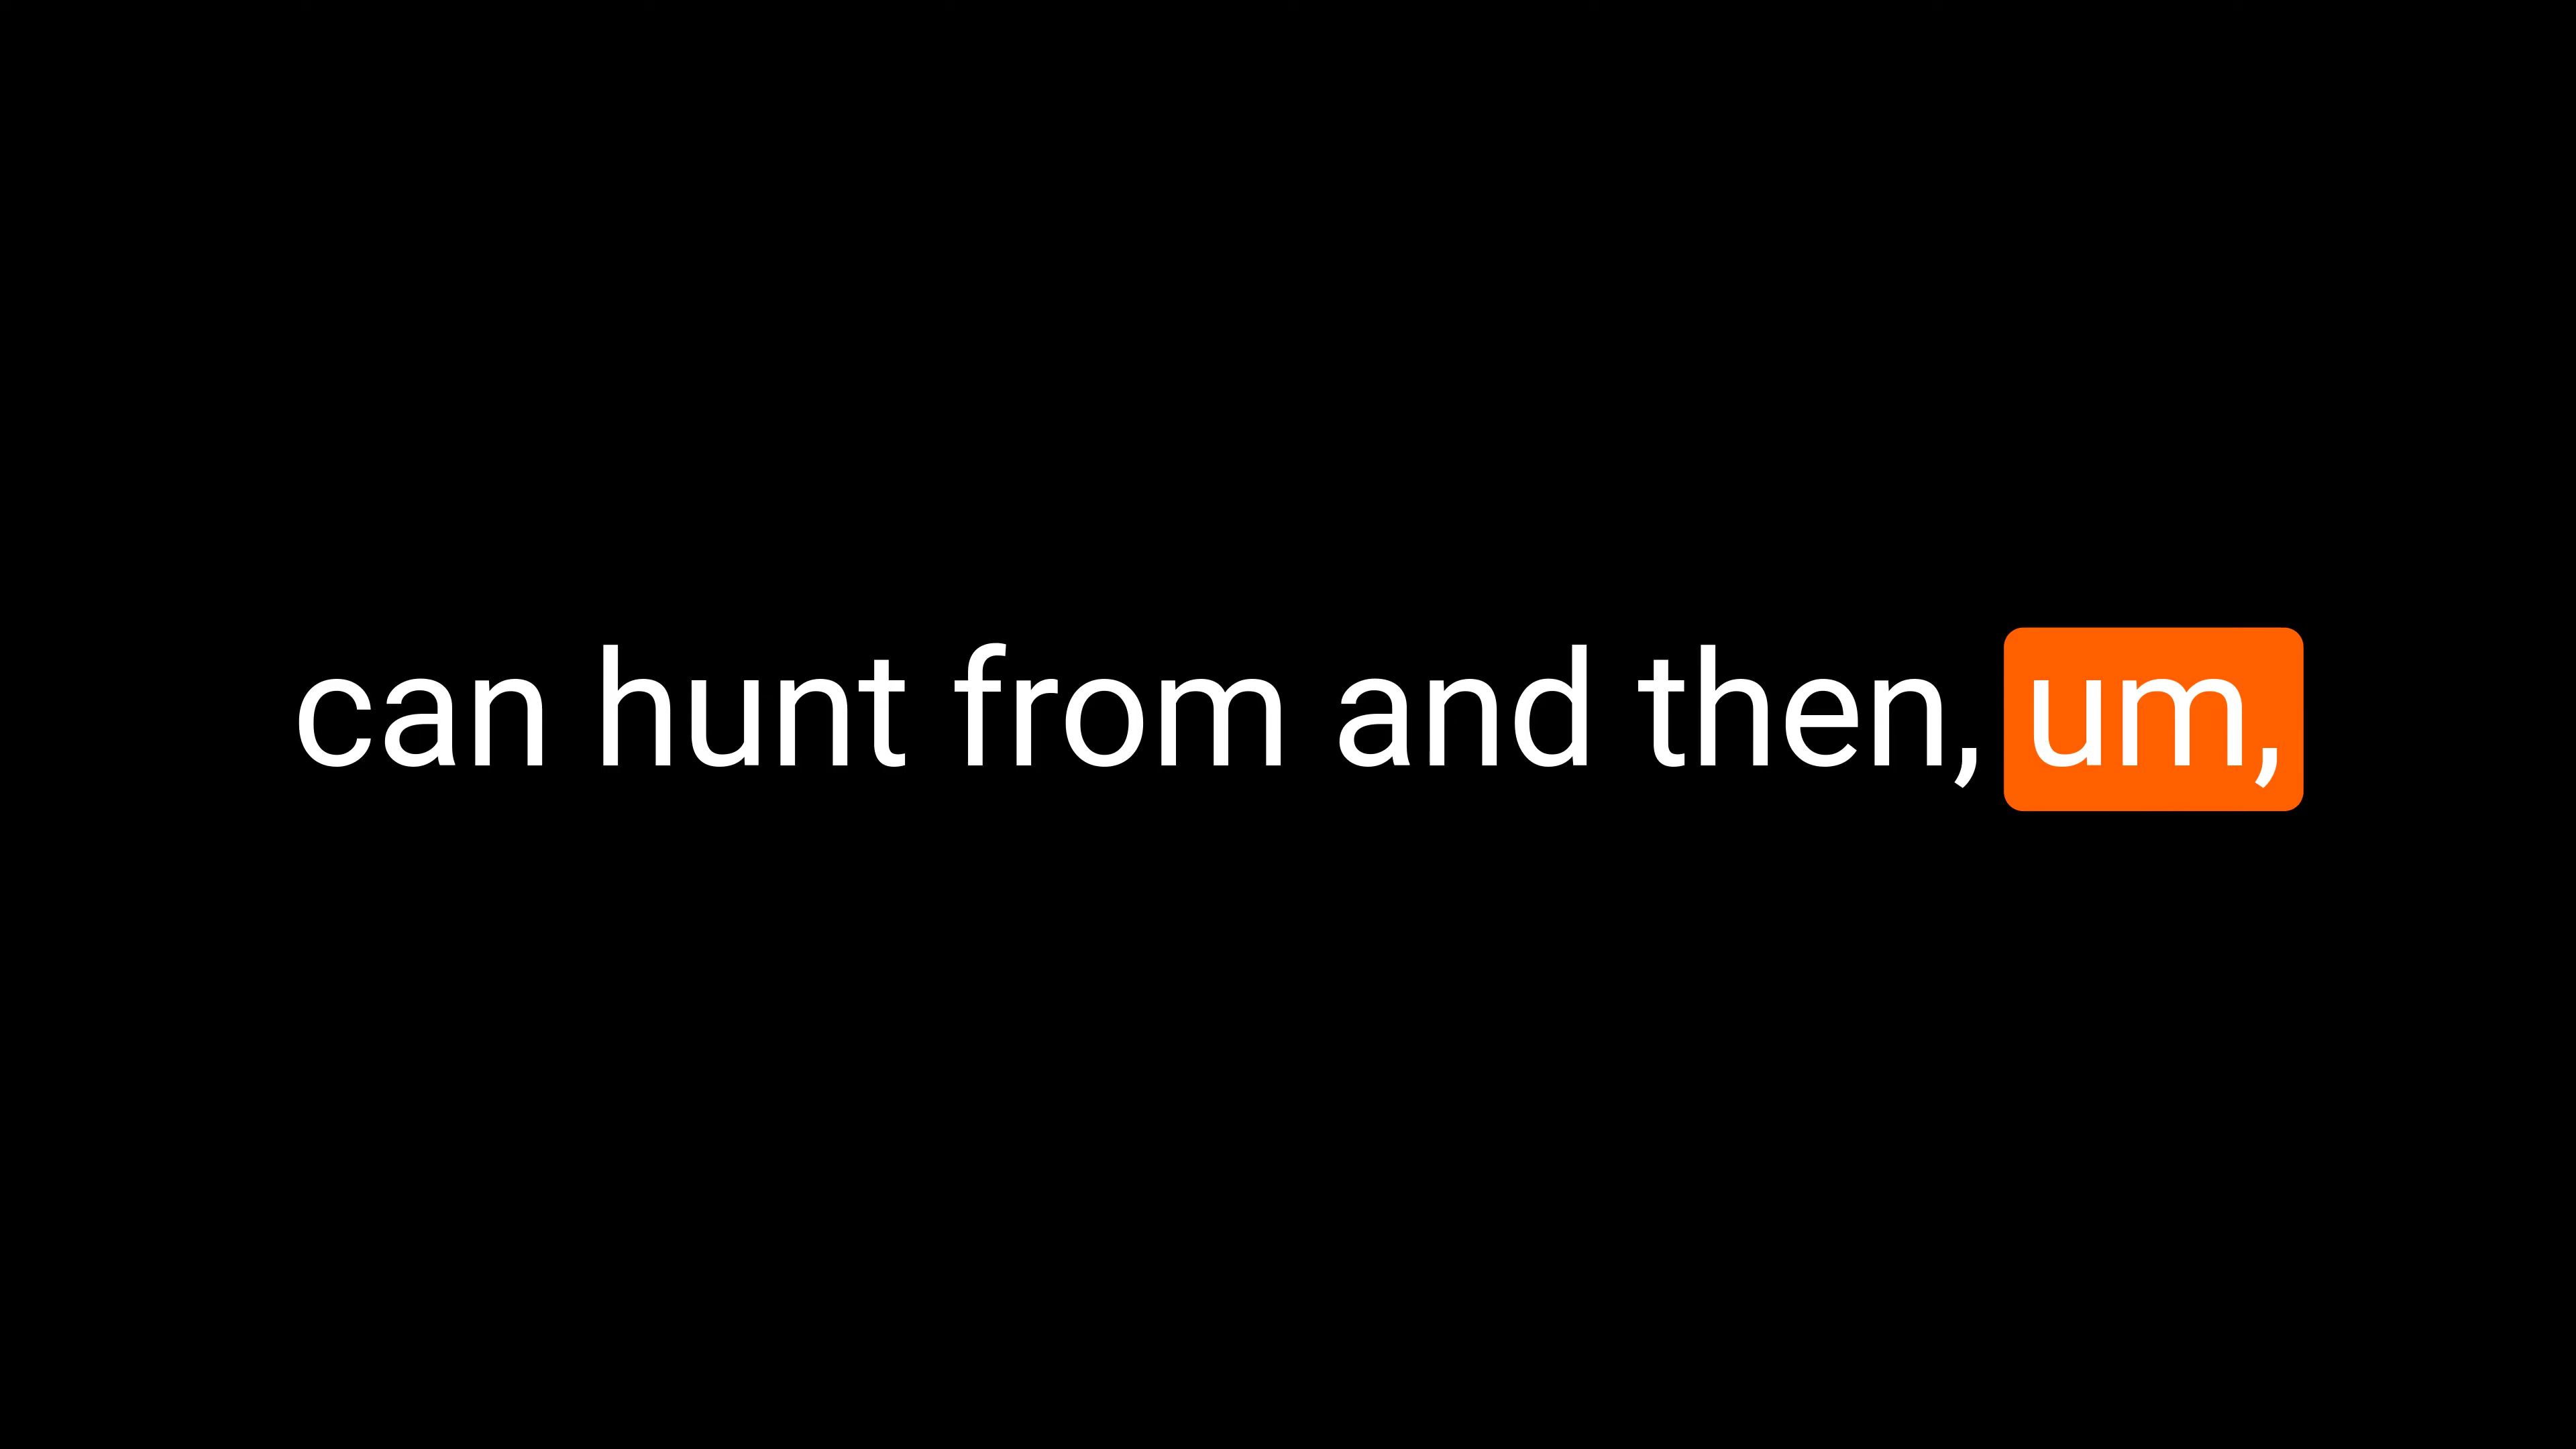 can hunt from and then, um,